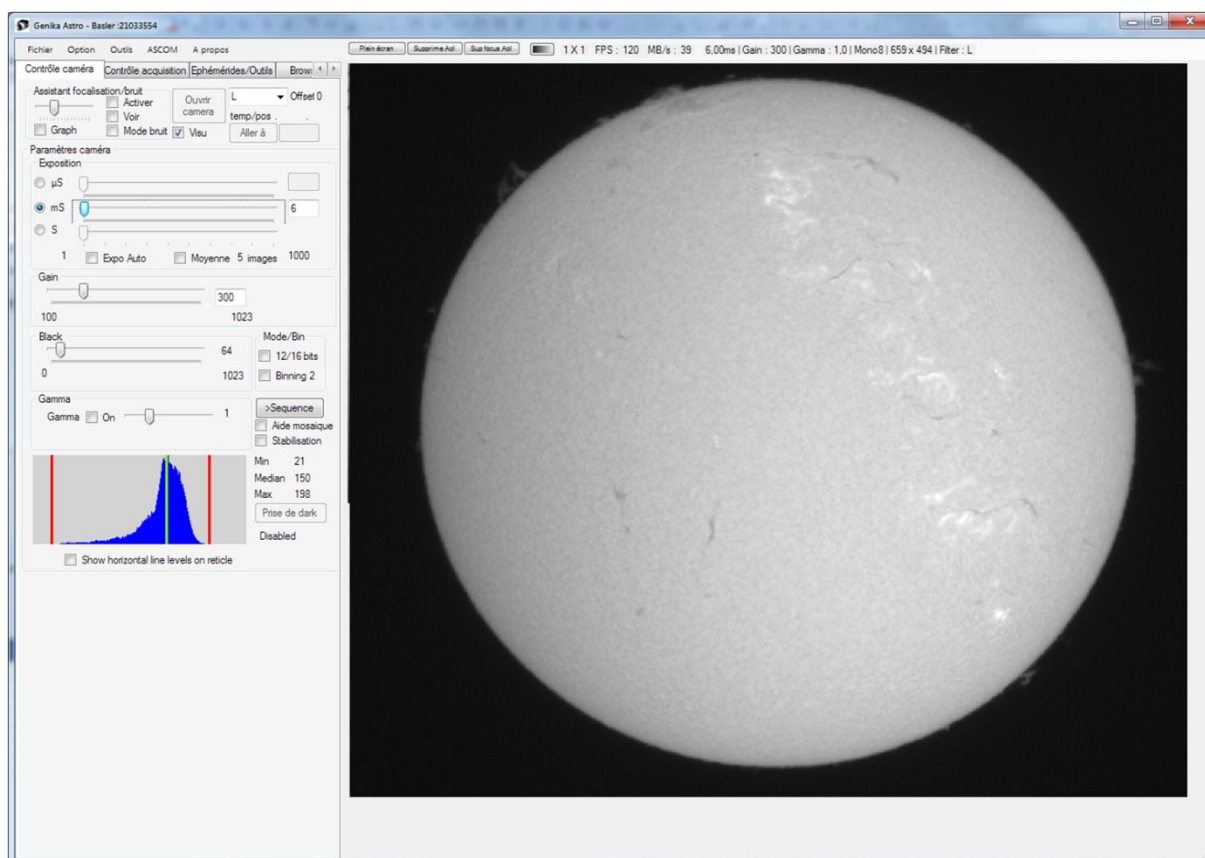 Genika Astro - Basler :21033554
Fichier Option Outils ASCOM A propos
Plein écran Supprime AoI Sup focus AoI 1 X 1 FPS : 120 MB/s : 39 6,00ms | Gain : 300 | Gamma : 1,0 | Mono8 | 659 x 494 | Filter : L
Contrôle caméra Contrôle acquisition Ephémérides/Outils Brow
Assistant focalisation/bruit
Activer
Voir
Graph
Mode bruit
Ouvrir camera
Visu
L
Offset 0
temp/pos . .
Aller à
Paramètres caméra
Exposition
µS
mS 6
S
1 Expo Auto Moyenne 5 images 1000
Gain
300
100 1023
Black
64
0 1023
Mode/Bin
12/16 bits
Binning 2
Gamma
Gamma On 1
>Sequence
Aide mosaique
Stabilisation
Min 21
Median 150
Max 198
Prise de dark
Disabled
Show horizontal line levels on reticle